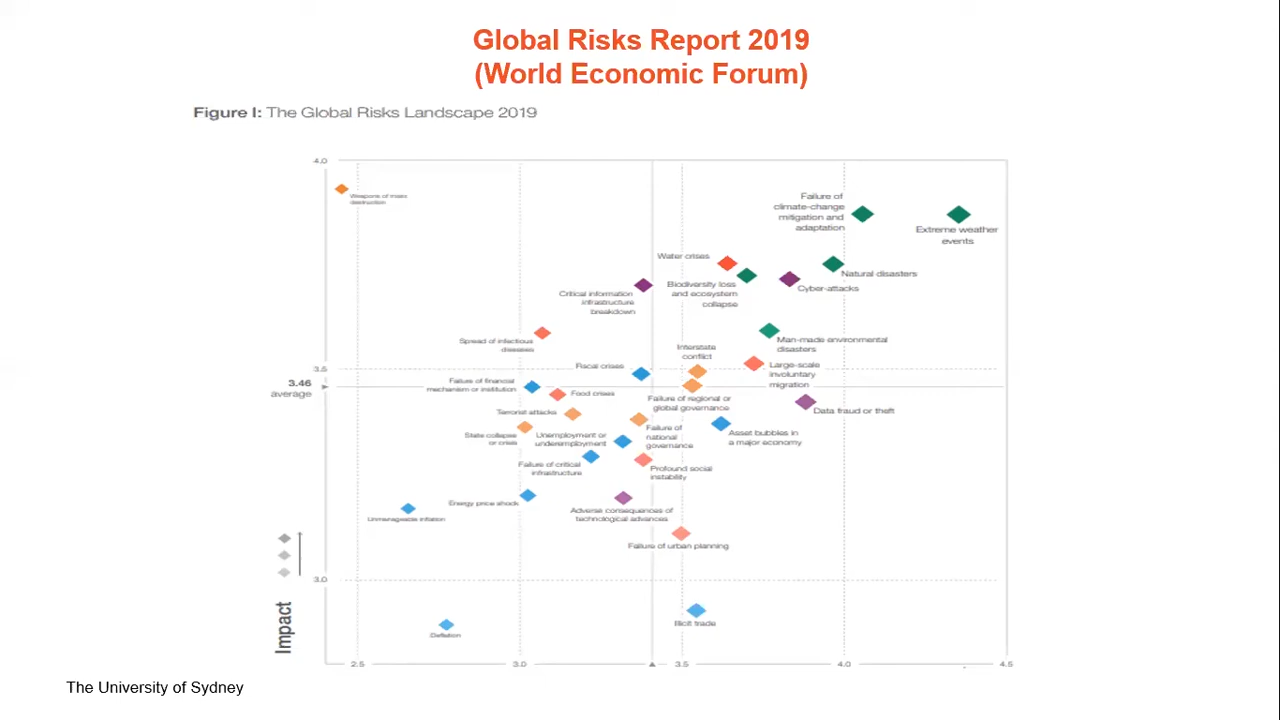 Global Risks Report 2019
(World Economic Forum)
Figure I: The Global Risks Landscape 2019
4.0
Weapons of mass
destruction
Failure of
climate-change
mitigation and
adaptation
Extreme weather
events
Water crises
Natural disasters
Biodiversity loss
and ecosystem
collapse
Cyber-attacks
Critical information
infrastructure
breakdown
Spread of infectious
diseases
Man-made environmental
disasters
Interstate
conflict
Large-scale
involuntary
migration
3.5
Fiscal crises
3.46
average
Failure of financial
mechanism or institution
Food crises
Failure of regional or
global governance
Data fraud or theft
Terrorist attacks
State collapse
or crisis
Unemployment or
underemployment
Failure of
national
governance
Asset bubbles in
a major economy
Failure of critical
infrastructure
Profound social
instability
Energy price shock
Adverse consequences of
technological advances
Unmanageable inflation
Failure of urban planning
3.0
Impact
Deflation
Illicit trade
2.5
3.0
3.5
4.0
4.5
The University of Sydney